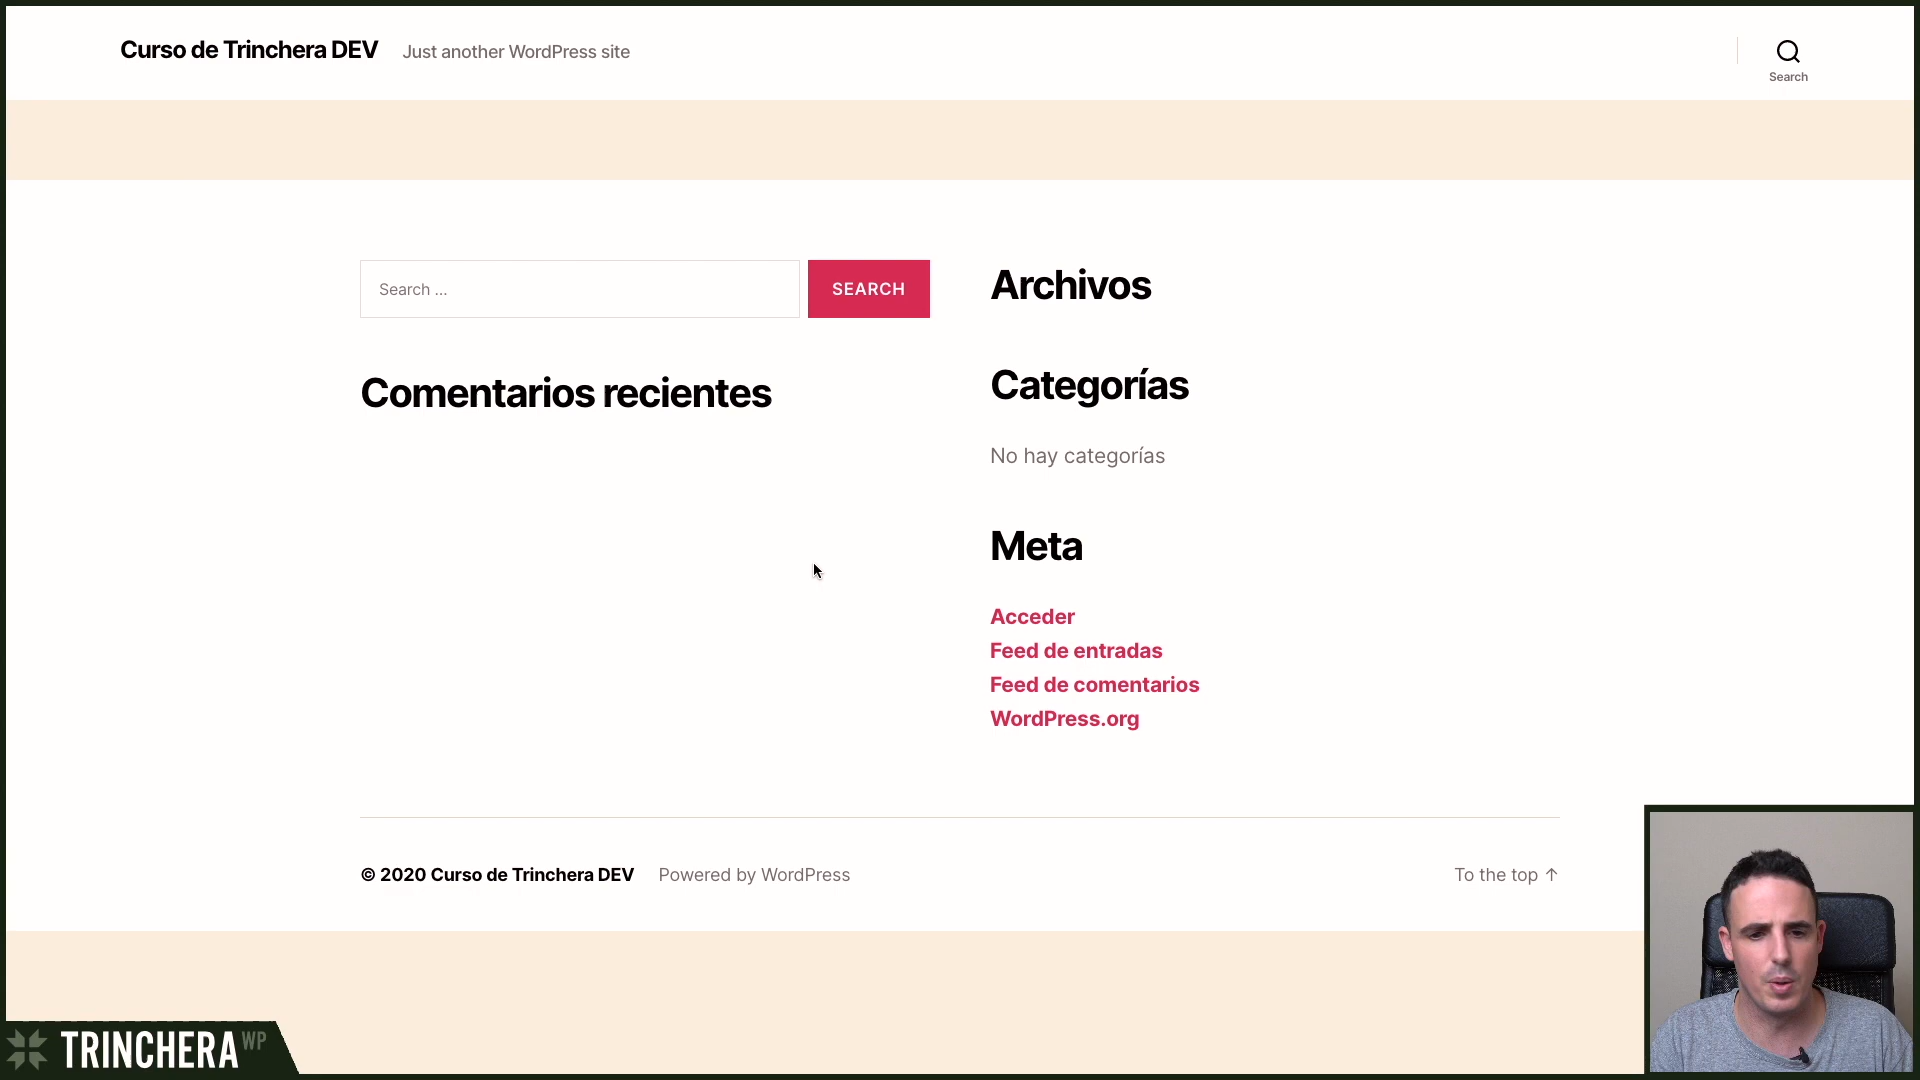 Curso de Trinchera DEV Just another WordPress site
Search
Search ...
SEARCH
Comentarios recientes
Archivos
Categorías
No hay categorías
Meta
Acceder
Feed de entradas
Feed de comentarios
WordPress.org
© 2020 Curso de Trinchera DEV Powered by WordPress
To the top ↑
TRINCHERA WP